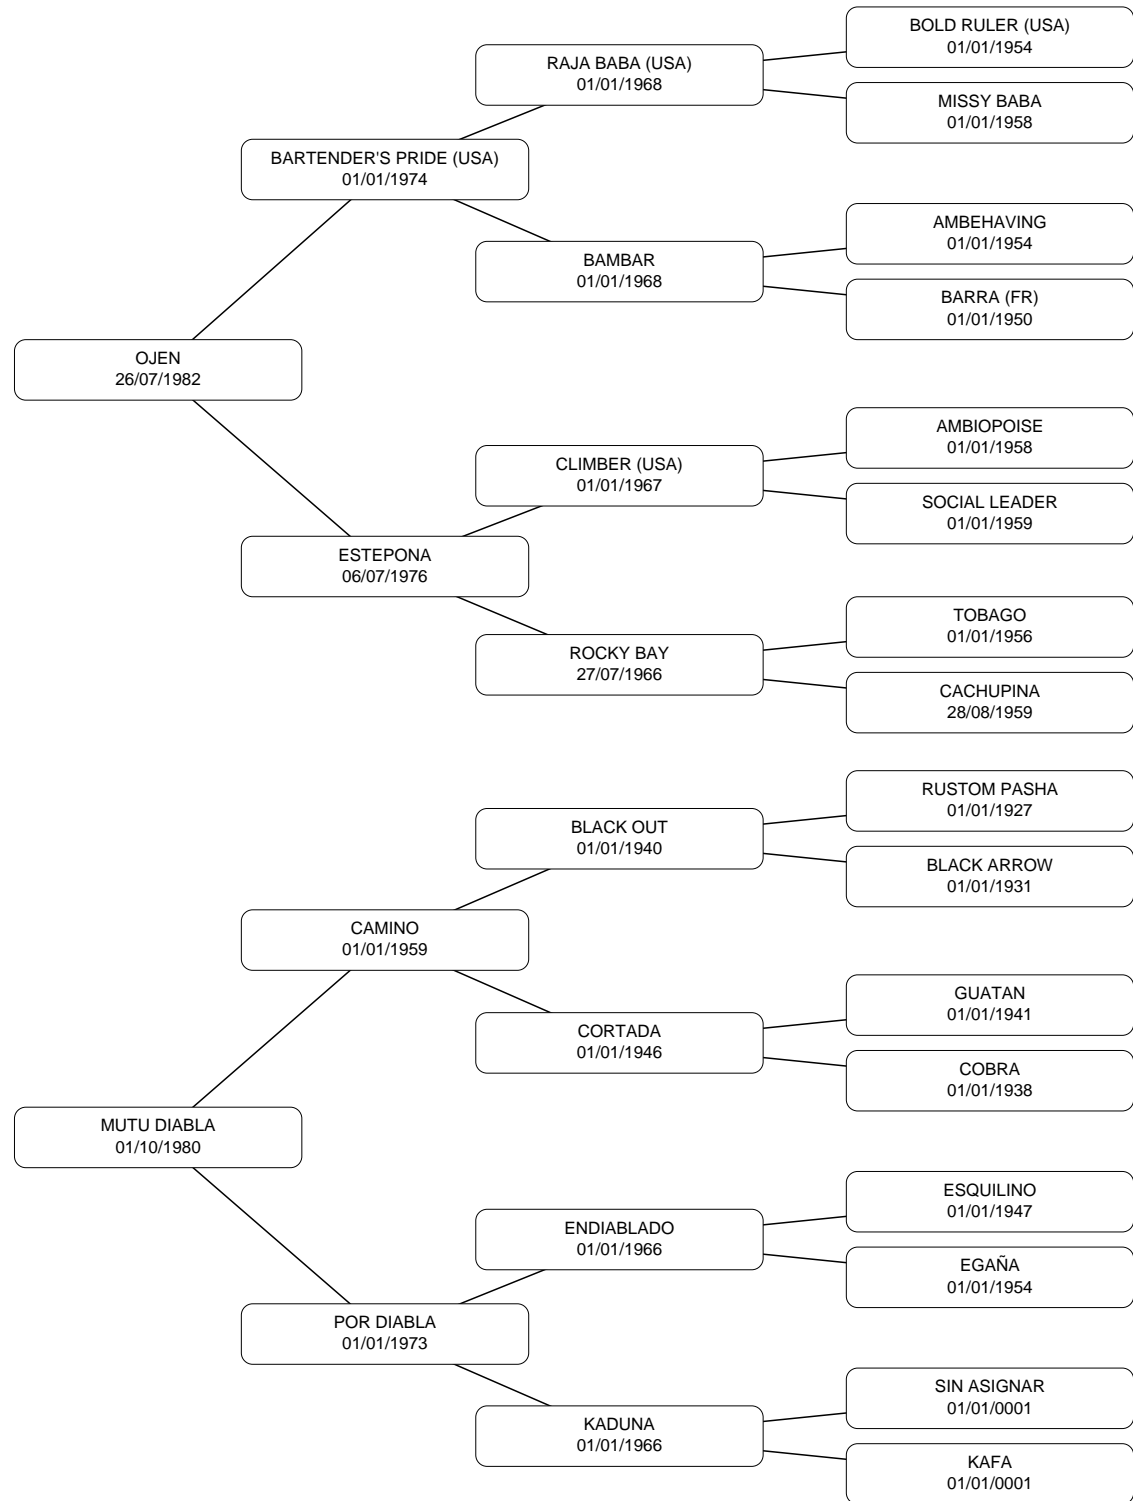 BOLD RULER (USA)
01/01/1954
RAJA BABA (USA)
01/01/1968
MISSY BABA
01/01/1958
BARTENDER'S PRIDE (USA)
01/01/1974
AMBEHAVING
01/01/1954
BAMBAR
01/01/1968
BARRA (FR)
01/01/1950
OJEN
26/07/1982
AMBIOPOISE
01/01/1958
CLIMBER (USA)
01/01/1967
SOCIAL LEADER
01/01/1959
ESTEPONA
06/07/1976
TOBAGO
01/01/1956
ROCKY BAY
27/07/1966
CACHUPINA
28/08/1959
RUSTOM PASHA
01/01/1927
BLACK OUT
01/01/1940
BLACK ARROW
01/01/1931
CAMINO
01/01/1959
GUATAN
01/01/1941
CORTADA
01/01/1946
COBRA
01/01/1938
MUTU DIABLA
01/10/1980
ESQUILINO
01/01/1947
ENDIABLADO
01/01/1966
EGAÑA
01/01/1954
POR DIABLA
01/01/1973
SIN ASIGNAR
01/01/0001
KADUNA
01/01/1966
KAFA
01/01/0001